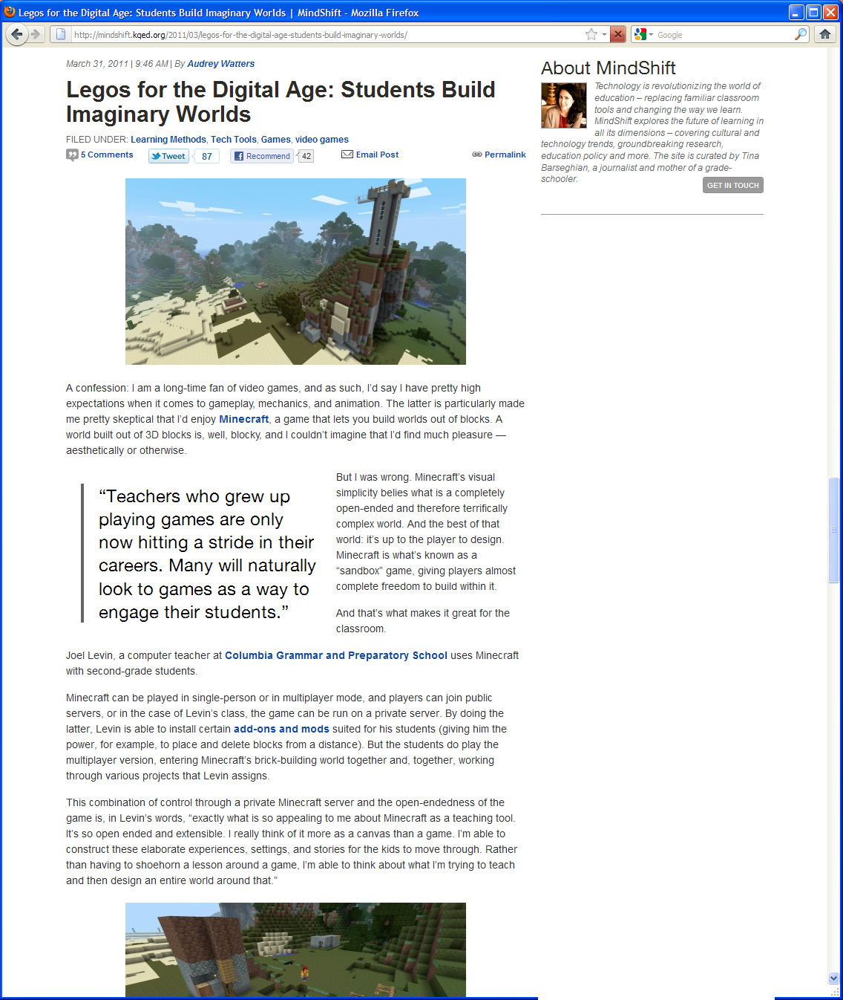 Legos for the Digital Age: Students Build Imaginary Worlds | MindShift - Mozilla Firefox
http://mindshift.kqed.org/2011/03/legos-for-the-digital-age-students-build-imaginary-worlds/
Google
March 31, 2011 | 9:46 AM | By Audrey Watters
Legos for the Digital Age: Students Build
Imaginary Worlds
FILED UNDER: Learning Methods, Tech Tools, Games, video games
5 Comments Tweet 87 Recommend 42 Email Post Permalink
A confession: I am a long-time fan of video games, and as such, I’d say I have pretty high
expectations when it comes to gameplay, mechanics, and animation. The latter is particularly made
me pretty skeptical that I’d enjoy Minecraft, a game that lets you build worlds out of blocks. A
world built out of 3D blocks is, well, blocky, and I couldn’t imagine that I’d find much pleasure —
aesthetically or otherwise.
“Teachers who grew up
playing games are only
now hitting a stride in their
careers. Many will naturally
look to games as a way to
engage their students.”
But I was wrong. Minecraft’s visual
simplicity belies what is a completely
open-ended and therefore terrifically
complex world. And the best of that
world: it’s up to the player to design.
Minecraft is what’s known as a
“sandbox” game, giving players almost
complete freedom to build within it.
And that’s what makes it great for the
classroom.
Joel Levin, a computer teacher at Columbia Grammar and Preparatory School uses Minecraft
with second-grade students.
Minecraft can be played in single-person or in multiplayer mode, and players can join public
servers, or in the case of Levin’s class, the game can be run on a private server. By doing the
latter, Levin is able to install certain add-ons and mods suited for his students (giving him the
power, for example, to place and delete blocks from a distance). But the students do play the
multiplayer version, entering Minecraft’s brick-building world together and, together, working
through various projects that Levin assigns.
This combination of control through a private Minecraft server and the open-endedness of the
game is, in Levin’s words, “exactly what is so appealing to me about Minecraft as a teaching tool.
It’s so open ended and extensible. I really think of it more as a canvas than a game. I’m able to
construct these elaborate experiences, settings, and stories for the kids to move through. Rather
than having to shoehorn a lesson around a game, I’m able to think about what I’m trying to teach
and then design an entire world around that.”
About MindShift
Technology is revolutionizing the world of
education – replacing familiar classroom
tools and changing the way we learn.
MindShift explores the future of learning in
all its dimensions – covering cultural and
technology trends, groundbreaking research,
education policy and more. The site is curated by Tina
Barseghian, a journalist and mother of a grade-
schooler.
GET IN TOUCH